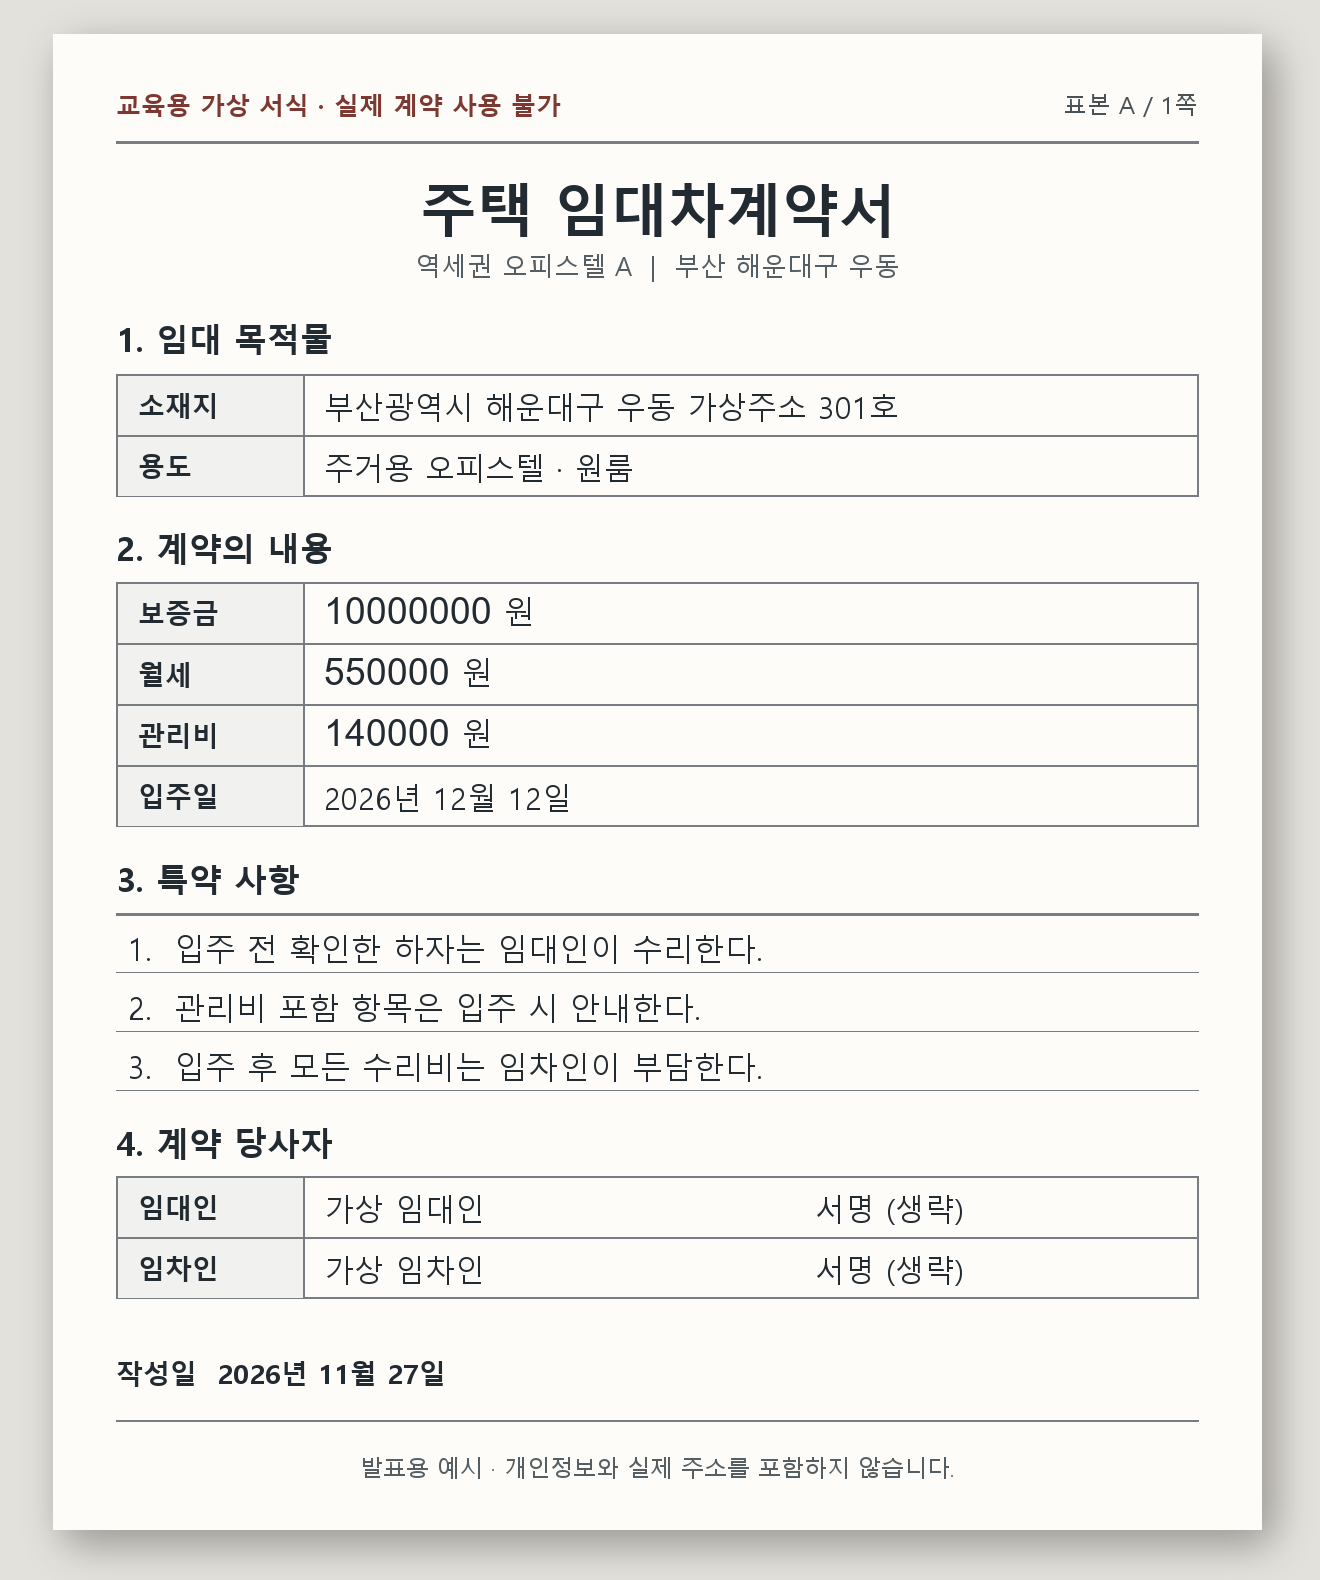 교육용 가상 서식 · 실제 계약 사용 불가
표본 A / 1쪽
주택 임대차계약서
역세권 오피스텔 A | 부산 해운대구 우동
1. 임대 목적물
소재지 부산광역시 해운대구 우동 가상주소 301호
용도 주거용 오피스텔 · 원룸
2. 계약의 내용
보증금 10000000 원
월세 550000 원
관리비 140000 원
입주일 2026년 12월 12일
3. 특약 사항
1. 입주 전 확인한 하자는 임대인이 수리한다.
2. 관리비 포함 항목은 입주 시 안내한다.
3. 입주 후 모든 수리비는 임차인이 부담한다.
4. 계약 당사자
임대인 가상 임대인 서명 (생략)
임차인 가상 임차인 서명 (생략)
작성일 2026년 11월 27일
발표용 예시 · 개인정보와 실제 주소를 포함하지 않습니다.